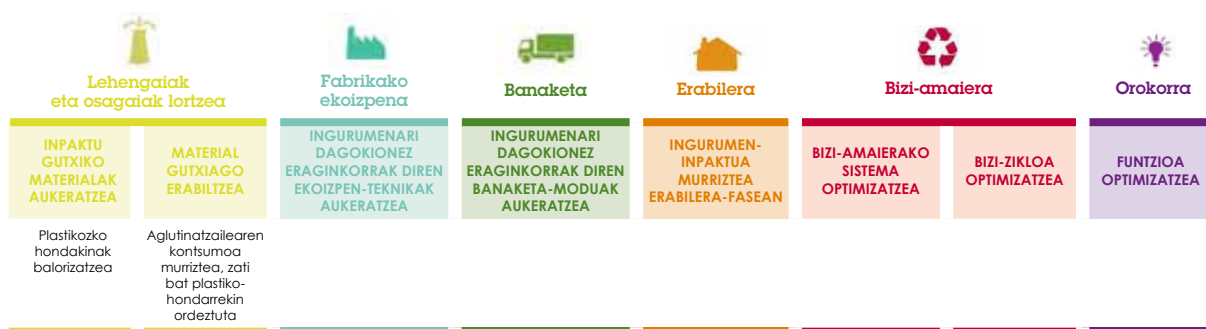 Lehengaiak
eta osagaiak lortzea
Fabrikako
ekoizpena
Banaketa
Erabilera
Bizi-amaiera
Orokorra
INPAKTU
GUTXIKO
MATERIALAK
AUKERATZEA
MATERIAL
GUTXIAGO
ERABILTZEA
INGURUMENARI
DAGOKIONEZ
ERAGINKORRAK DIREN
EKOIZPEN-TEKNIKAK
AUKERATZEA
INGURUMENARI
DAGOKIONEZ
ERAGINKORRAK DIREN
BANAKETA-MODUAK
AUKERATZEA
INGURUMEN-
INPAKTUA
MURRIZTEA
ERABILERA-FASEAN
BIZI-AMAIERAKO
SISTEMA
OPTIMIZATZEA
BIZI-ZIKLOA
OPTIMIZATZEA
FUNTZIOA
OPTIMIZATZEA
Plastikozko
hondakinak
balorizatzea
Aglutinatzailearen
kontsumoa
murriztea, zati
bat plastiko-
hondarrekin
ordeztuta